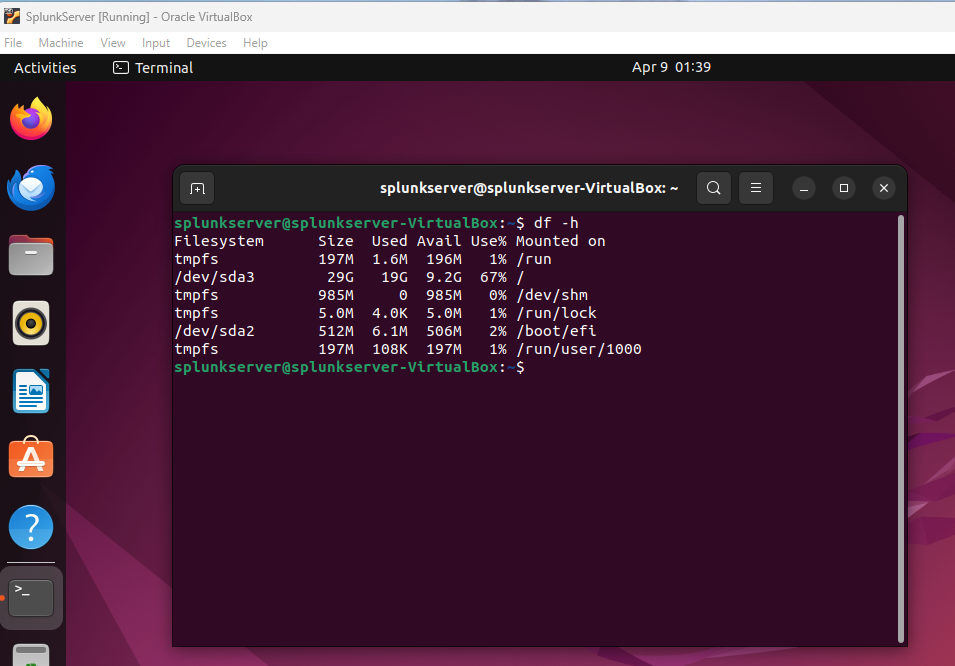 SplunkServer [Running] - Oracle VirtualBox
File Machine View Input Devices Help
Activities Terminal Apr 9 01:39
splunkserver@splunkserver-VirtualBox: ~
splunkserver@splunkserver-VirtualBox:~$ df -h
Filesystem Size Used Avail Use% Mounted on
tmpfs 197M 1.6M 196M 1% /run
/dev/sda3 29G 19G 9.2G 67% /
tmpfs 985M 0 985M 0% /dev/shm
tmpfs 5.0M 4.0K 5.0M 1% /run/lock
/dev/sda2 512M 6.1M 506M 2% /boot/efi
tmpfs 197M 108K 197M 1% /run/user/1000
splunkserver@splunkserver-VirtualBox:~$